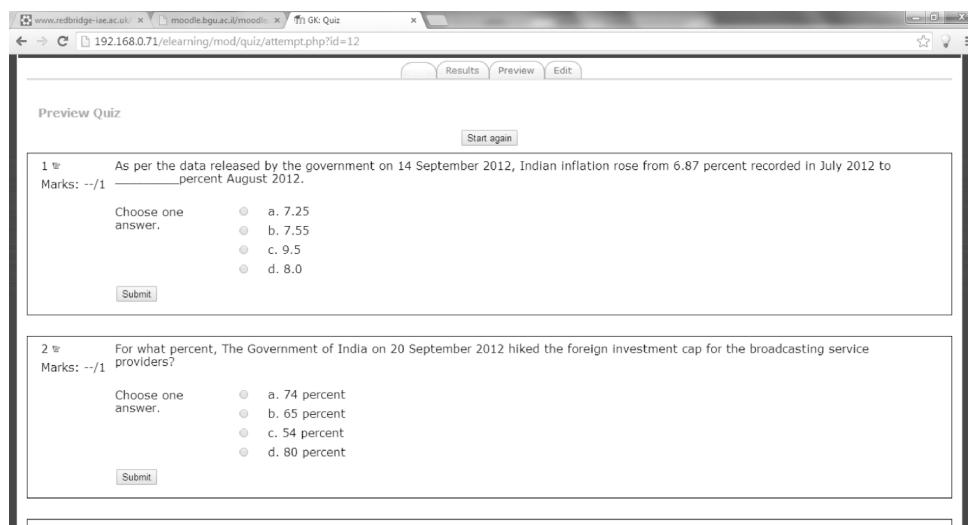 www.redbridge-iae.ac.uk/
moodle.bgu.ac.il/moodle
GK: Quiz
192.168.0.71/elearning/mod/quiz/attempt.php?id=12
Results Preview Edit
Preview Quiz
Start again
1 As per the data released by the government on 14 September 2012, Indian inflation rose from 6.87 percent recorded in July 2012 to
Marks: --/1 _________percent August 2012.
Choose one a. 7.25
answer. b. 7.55
c. 9.5
d. 8.0
Submit
2 For what percent, The Government of India on 20 September 2012 hiked the foreign investment cap for the broadcasting service
Marks: --/1 providers?
Choose one a. 74 percent
answer. b. 65 percent
c. 54 percent
d. 80 percent
Submit